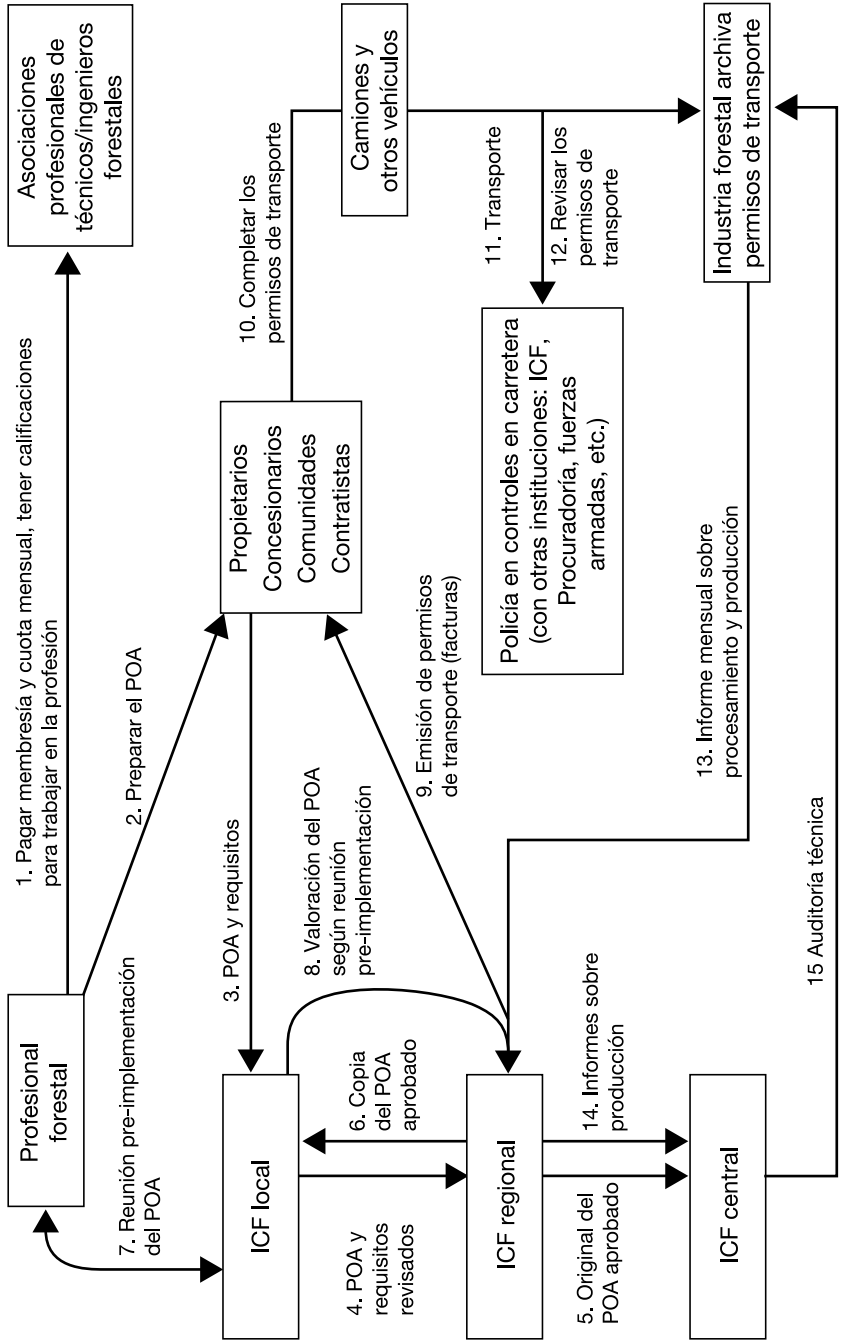 Profesional
forestal
1. Pagar membresía y cuota mensual, tener calificaciones
para trabajar en la profesión
Asociaciones
profesionales de
técnicos/ingenieros
forestales
7. Reunión pre-implementación
del POA
2. Preparar el POA
10. Completar los
permisos de transporte
ICF local
3. POA y requisitos
Propietarios
Concesionarios
Comunidades
Contratistas
Camiones y
otros vehículos
4. POA y
requisitos
revisados
6. Copia
del POA
aprobado
8. Valoración del POA
según reunión
pre-implementación
9. Emisión de permisos
de transporte (facturas)
11. Transporte
12. Revisar los
permisos de
transporte
ICF regional
Policía en controles en carretera
(con otras instituciones: ICF,
Procuradoría, fuerzas
armadas, etc.)
5. Original del
POA aprobado
14. Informes sobre
producción
13. Informe mensual sobre
procesamiento y producción
Industria forestal archiva
permisos de transporte
ICF central
15 Auditoría técnica